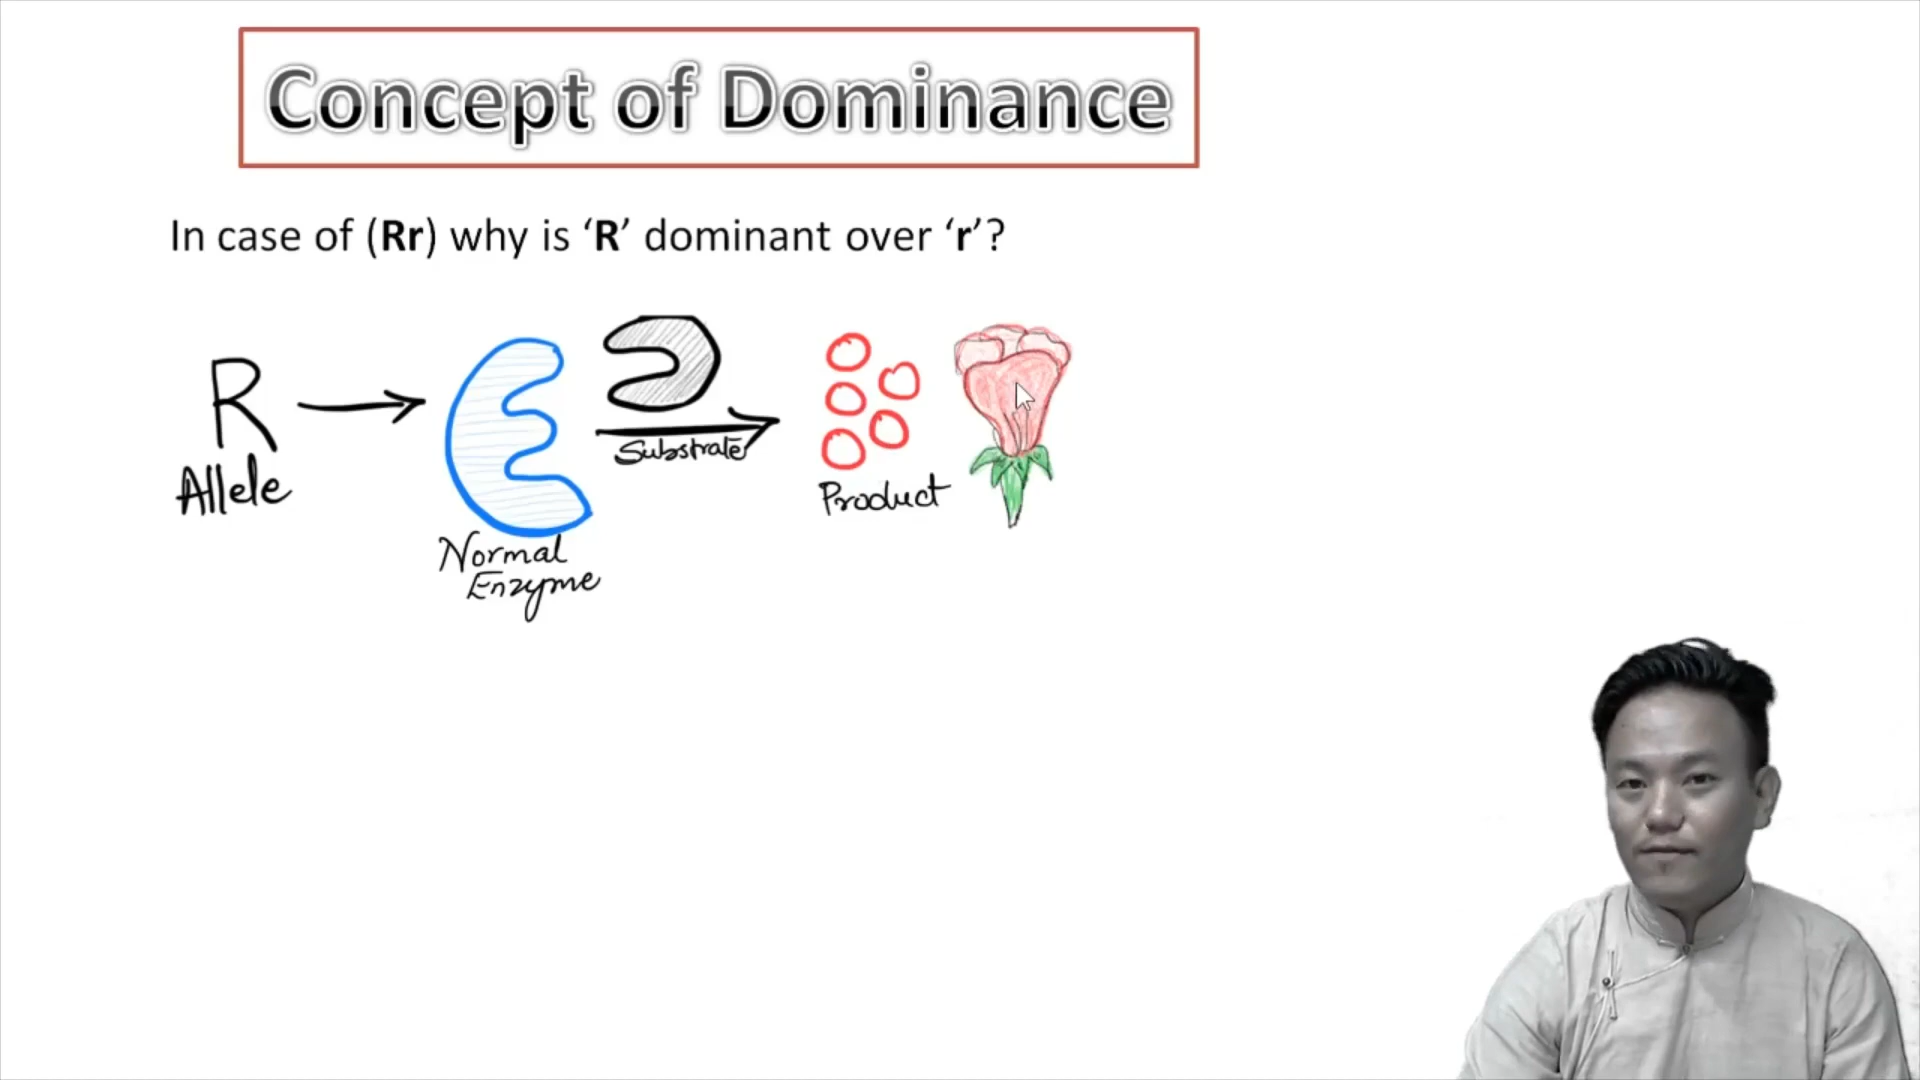 Concept of Dominance
In case of (Rr) why is ‘R’ dominant over ‘r’?
R
Allele
Normal
Enzyme
Substrate
Product